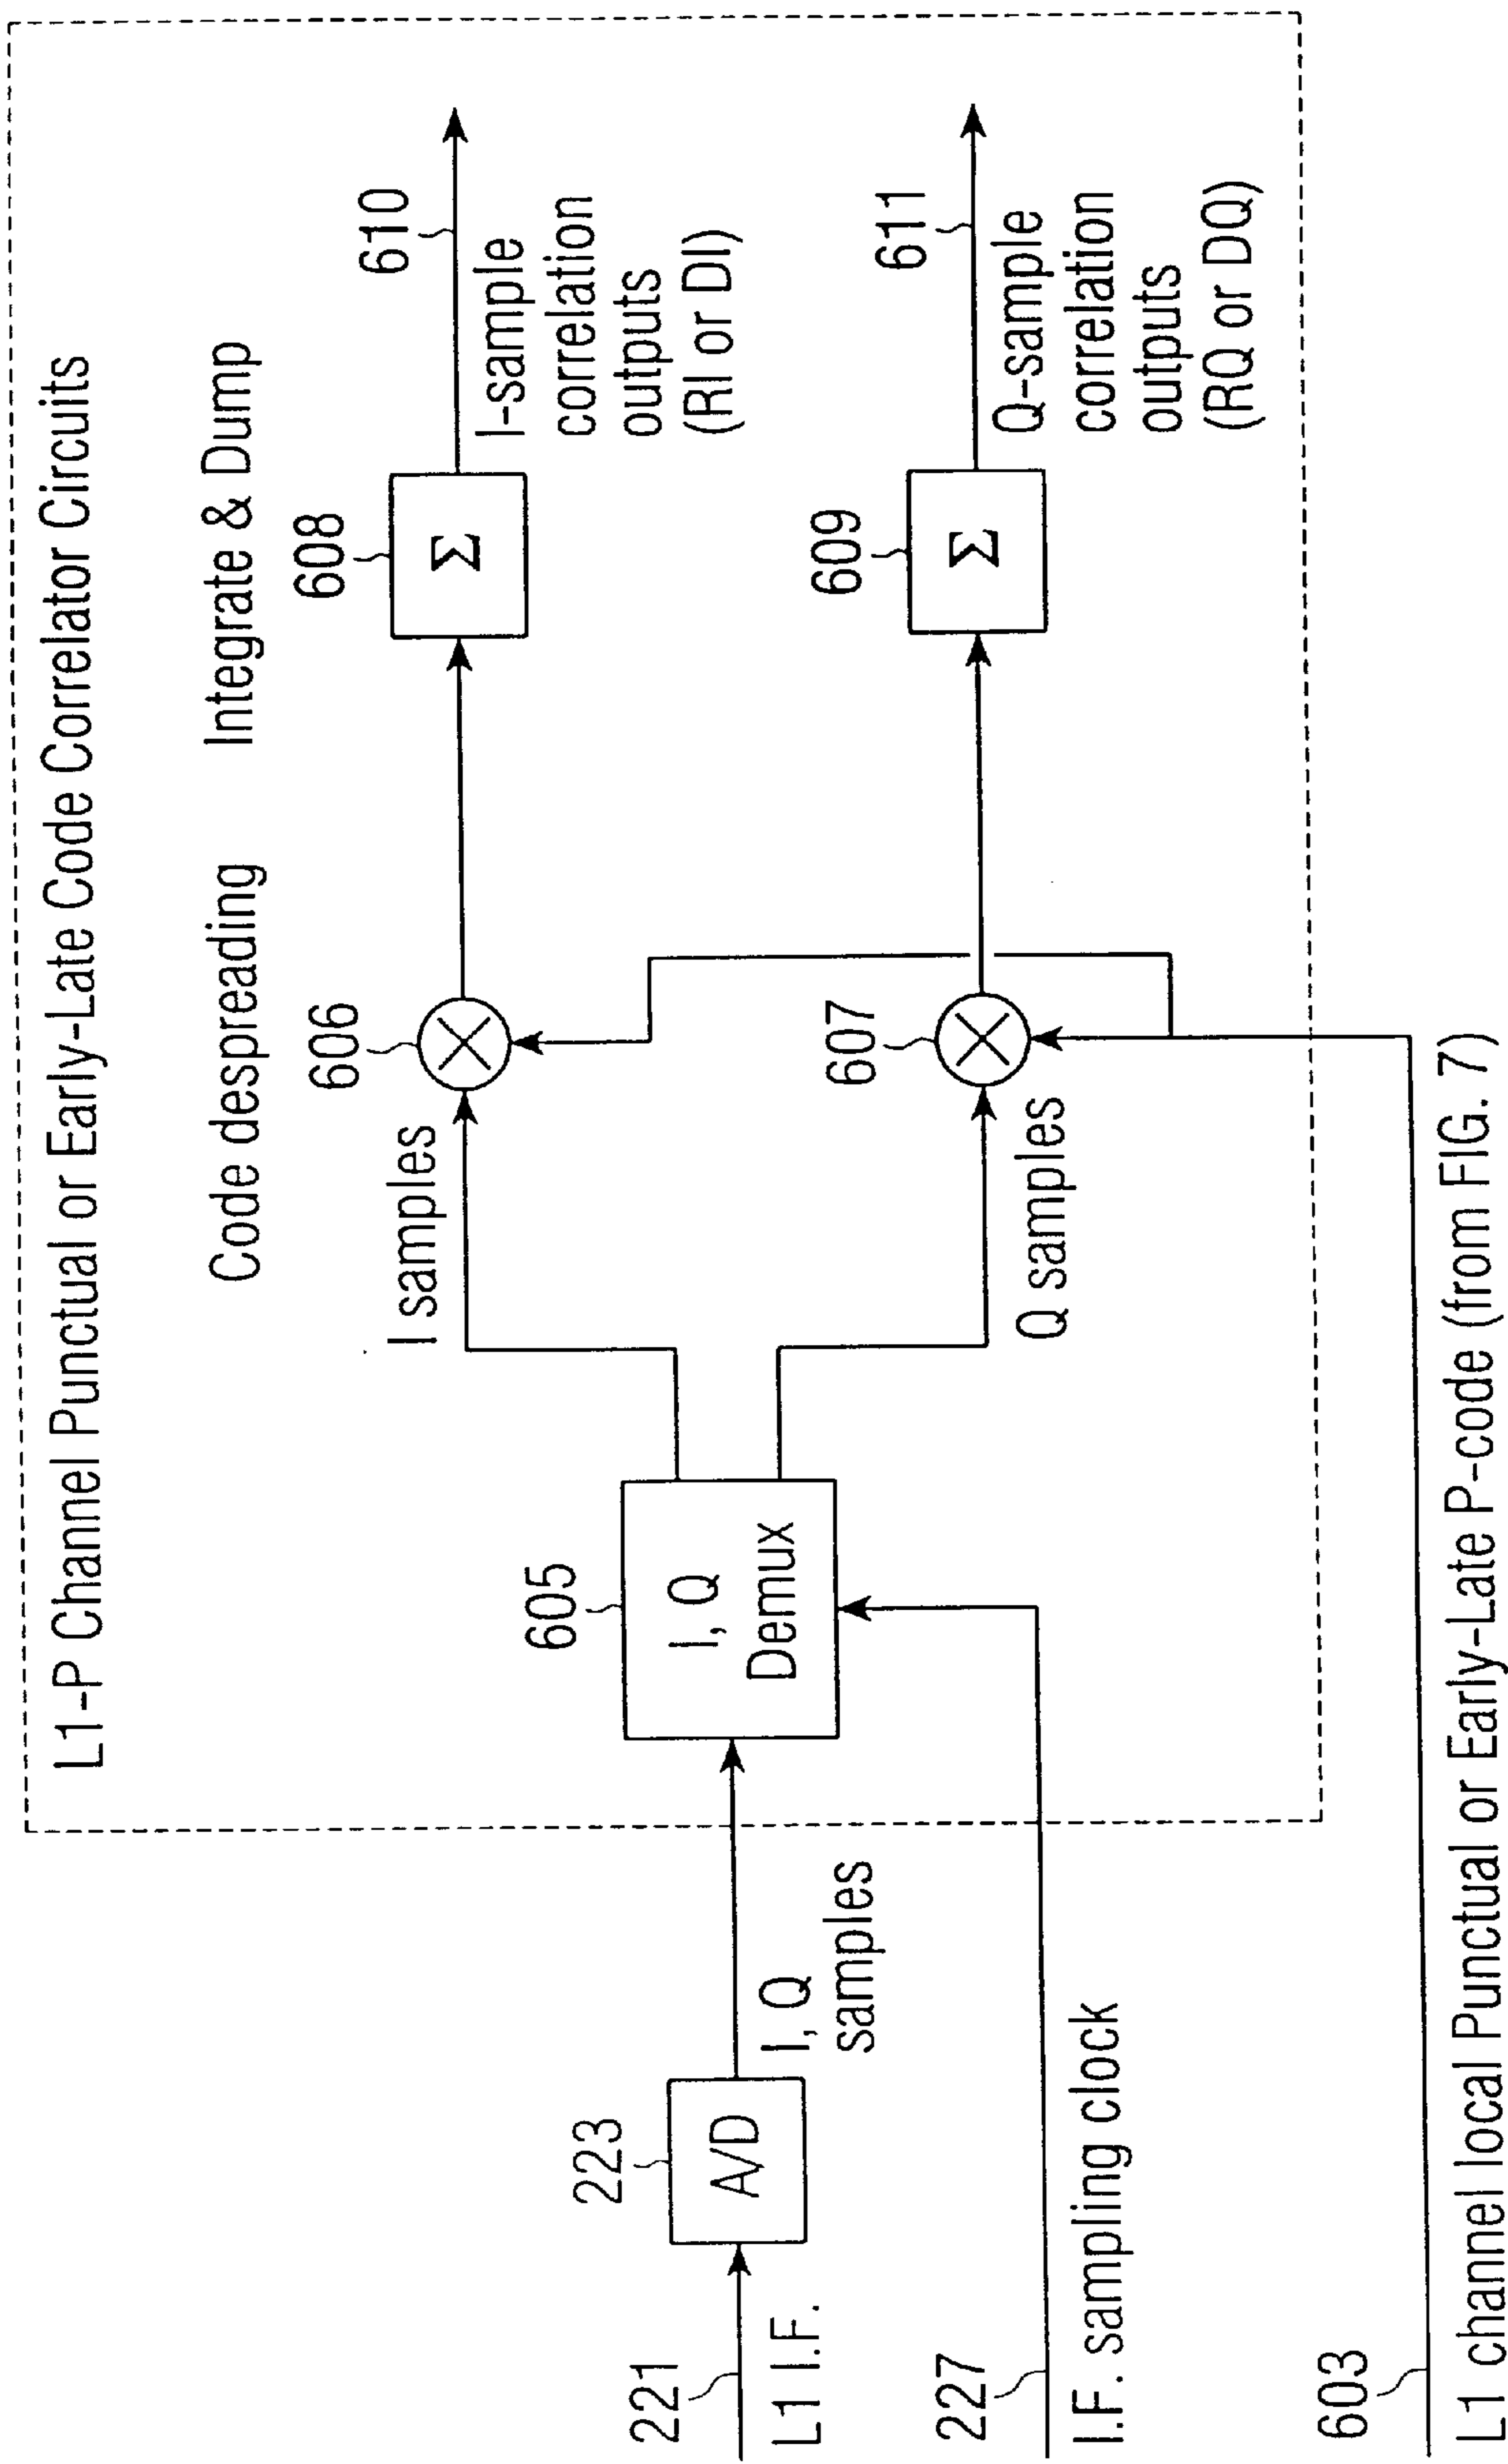 L1-P Channel Punctual or Early-Late Code Correlator Circuits
Code despreading
Integrate & Dump
606
608
610
I samples
Σ
I-sample
correlation
outputs
(RI or DI)
221
L1 I.F.
223
A/D
I, Q
samples
605
I, Q
Demux
607
609
611
Q samples
Σ
Q-sample
correlation
outputs
(RQ or DQ)
227
I.F. sampling clock
603
L1 channel local Punctual or Early-Late P-code (from FIG. 7)